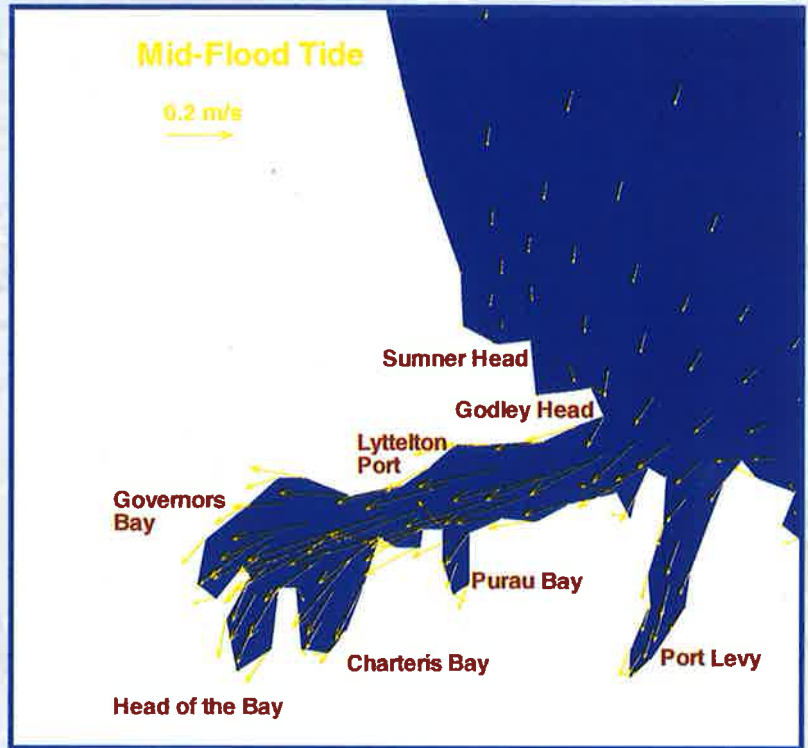 Mid-Flood Tide
0.2 m/s
Sumner Head
Godley Head
Lyttelton
Port
Governors
Bay
Purau Bay
Charteris Bay
Port Levy
Head of the Bay